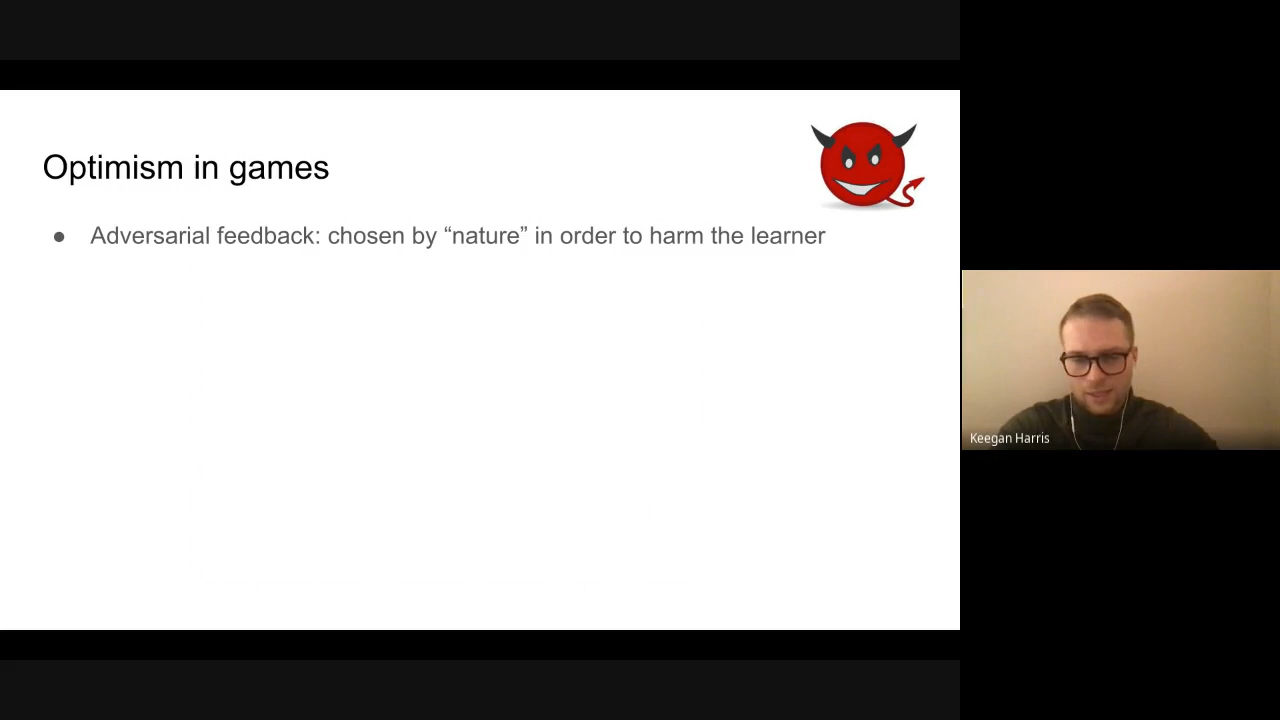 Optimism in games
● Adversarial feedback: chosen by “nature” in order to harm the learner
Keegan Harris